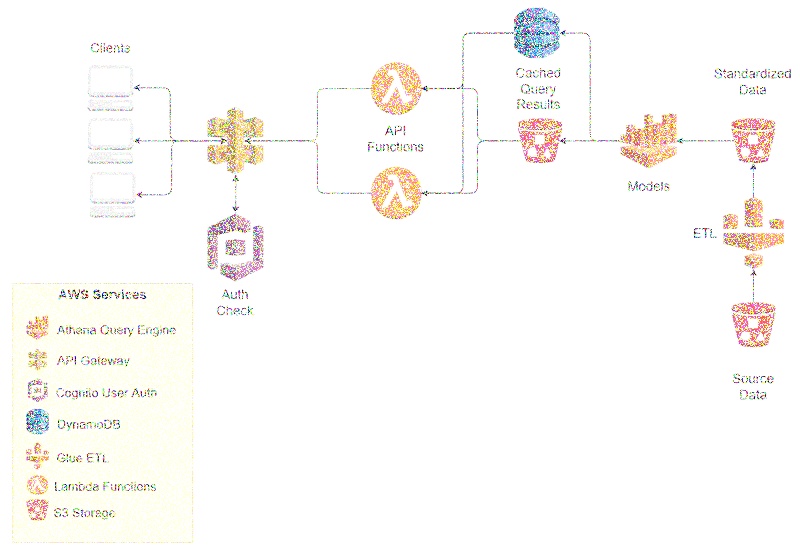 Clients
Cached
Query
Results
Standardized
Data
API
Functions
Models
ETL
Auth
Check
Source
Data
AWS Services
Athena Query Engine
API Gateway
Cognito User Auth
DynamoDB
Glue ETL
Lambda Functions
S3 Storage